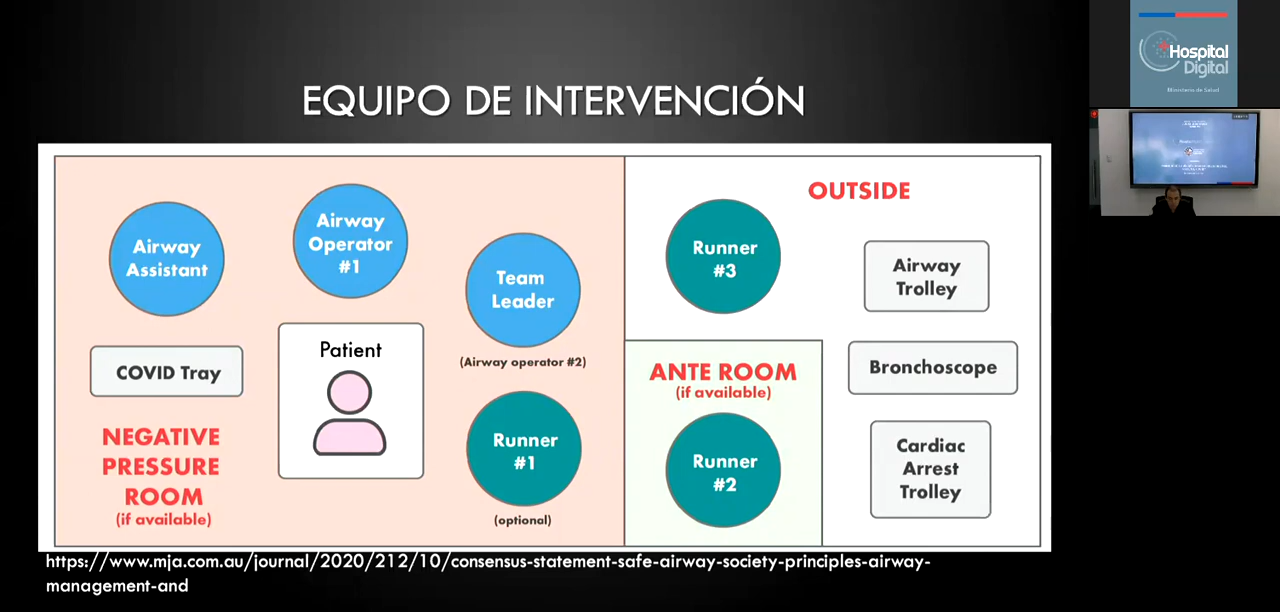 EQUIPO DE INTERVENCIÓN
Airway
Assistant
Airway
Operator
#1
Team
Leader
(Airway operator #2)
COVID Tray
Patient
NEGATIVE
PRESSURE
ROOM
(if available)
Runner
#1
(optional)
OUTSIDE
Runner
#3
Airway
Trolley
ANTE ROOM
(if available)
Runner
#2
Bronchoscope
Cardiac
Arrest
Trolley
https://www.mja.com.au/journal/2020/212/10/consensus-statement-safe-airway-society-principles-airway-
management-and
Hospital
Digital
Ministerio de Salud